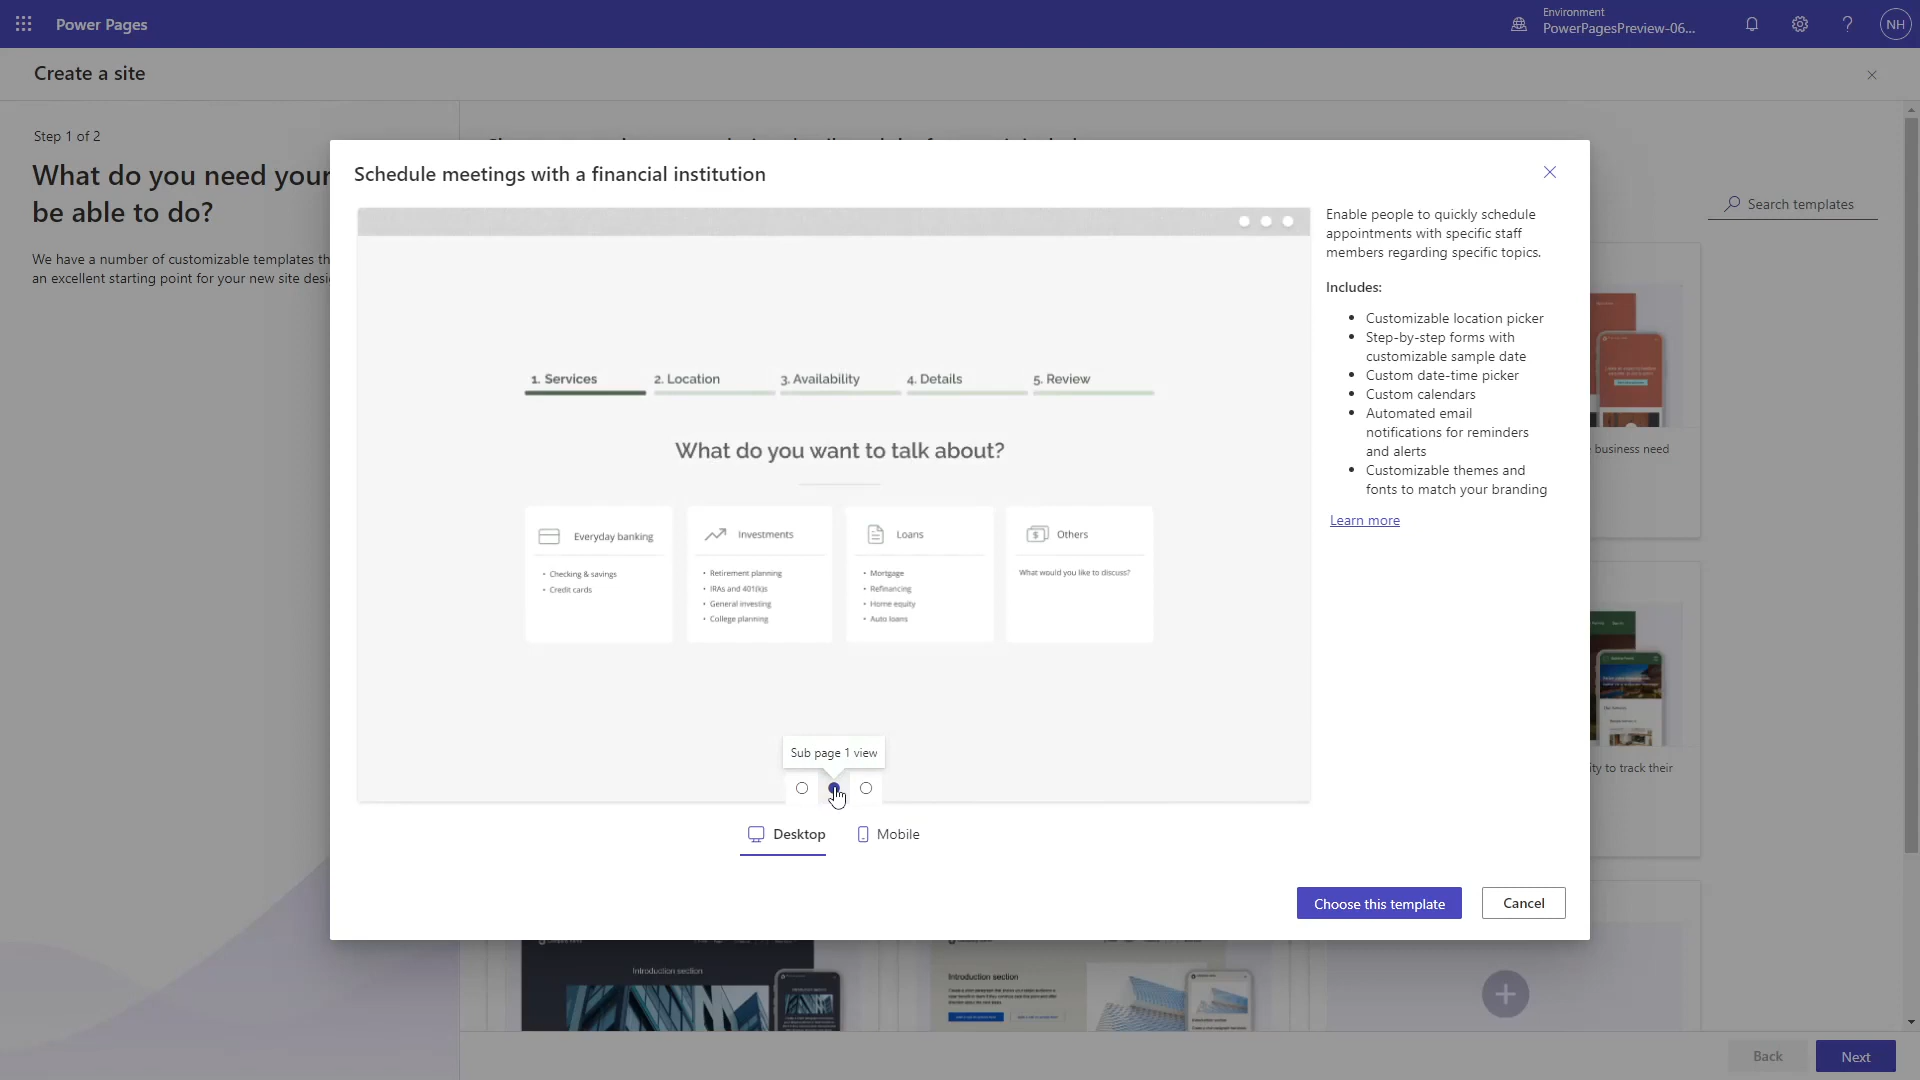 Power Pages
Environment
PowerPagesPreview-06...
NH
Create a site
Step 1 of 2
What do you need your
be able to do?
We have a number of customizable templates th
an excellent starting point for your new site desi
Search templates
business need
ity to track their
Schedule meetings with a financial institution
1. Services
2. Location
3. Availability
4. Details
5. Review
What do you want to talk about?
Everyday banking
• Checking & savings
• Credit cards
Investments
• Retirement planning
• IRAs and 401(k)s
• General investing
• College planning
Loans
• Mortgage
• Refinancing
• Home equity
• Auto loans
Others
What would you like to discuss?
Sub page 1 view
Desktop
Mobile
Enable people to quickly schedule
appointments with specific staff
members regarding specific topics.
Includes:
• Customizable location picker
• Step-by-step forms with
customizable sample date
• Custom date-time picker
• Custom calendars
• Automated email
notifications for reminders
and alerts
• Customizable themes and
fonts to match your branding
Learn more
Choose this template
Cancel
Introduction section
Introduction section
Back
Next